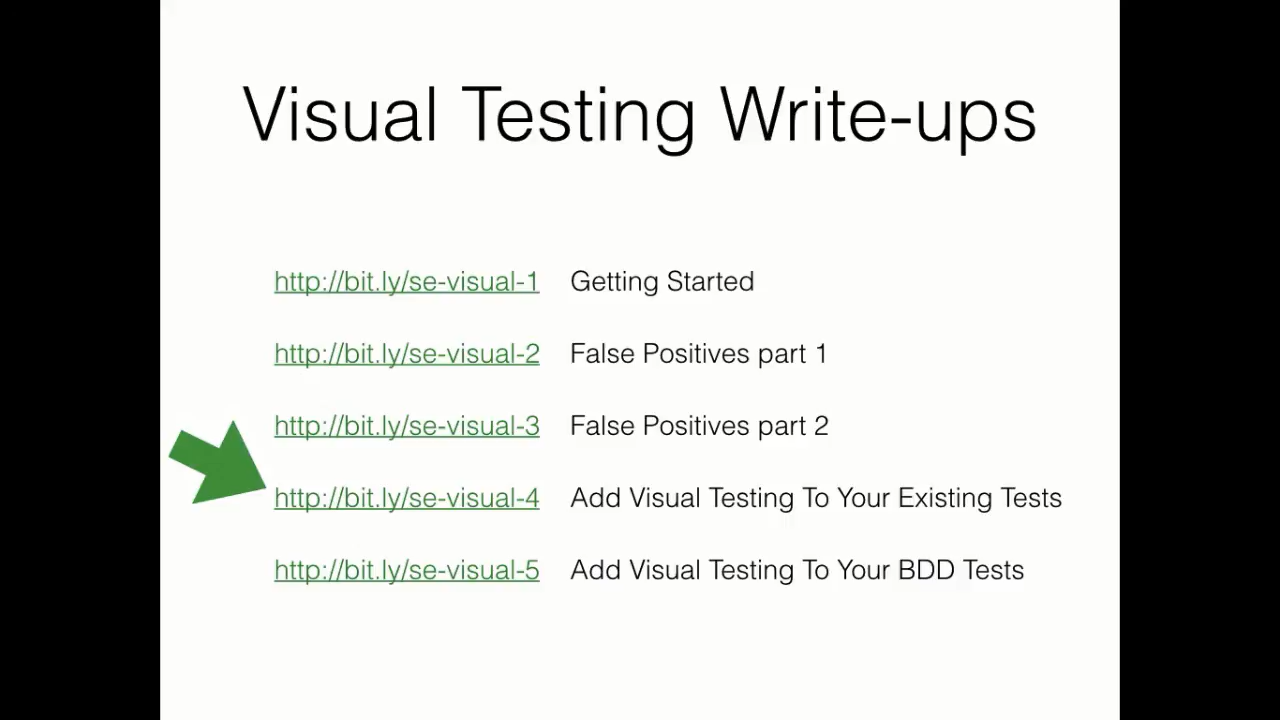 Visual Testing Write-ups
http://bit.ly/se-visual-1 Getting Started
http://bit.ly/se-visual-2 False Positives part 1
http://bit.ly/se-visual-3 False Positives part 2
http://bit.ly/se-visual-4 Add Visual Testing To Your Existing Tests
http://bit.ly/se-visual-5 Add Visual Testing To Your BDD Tests